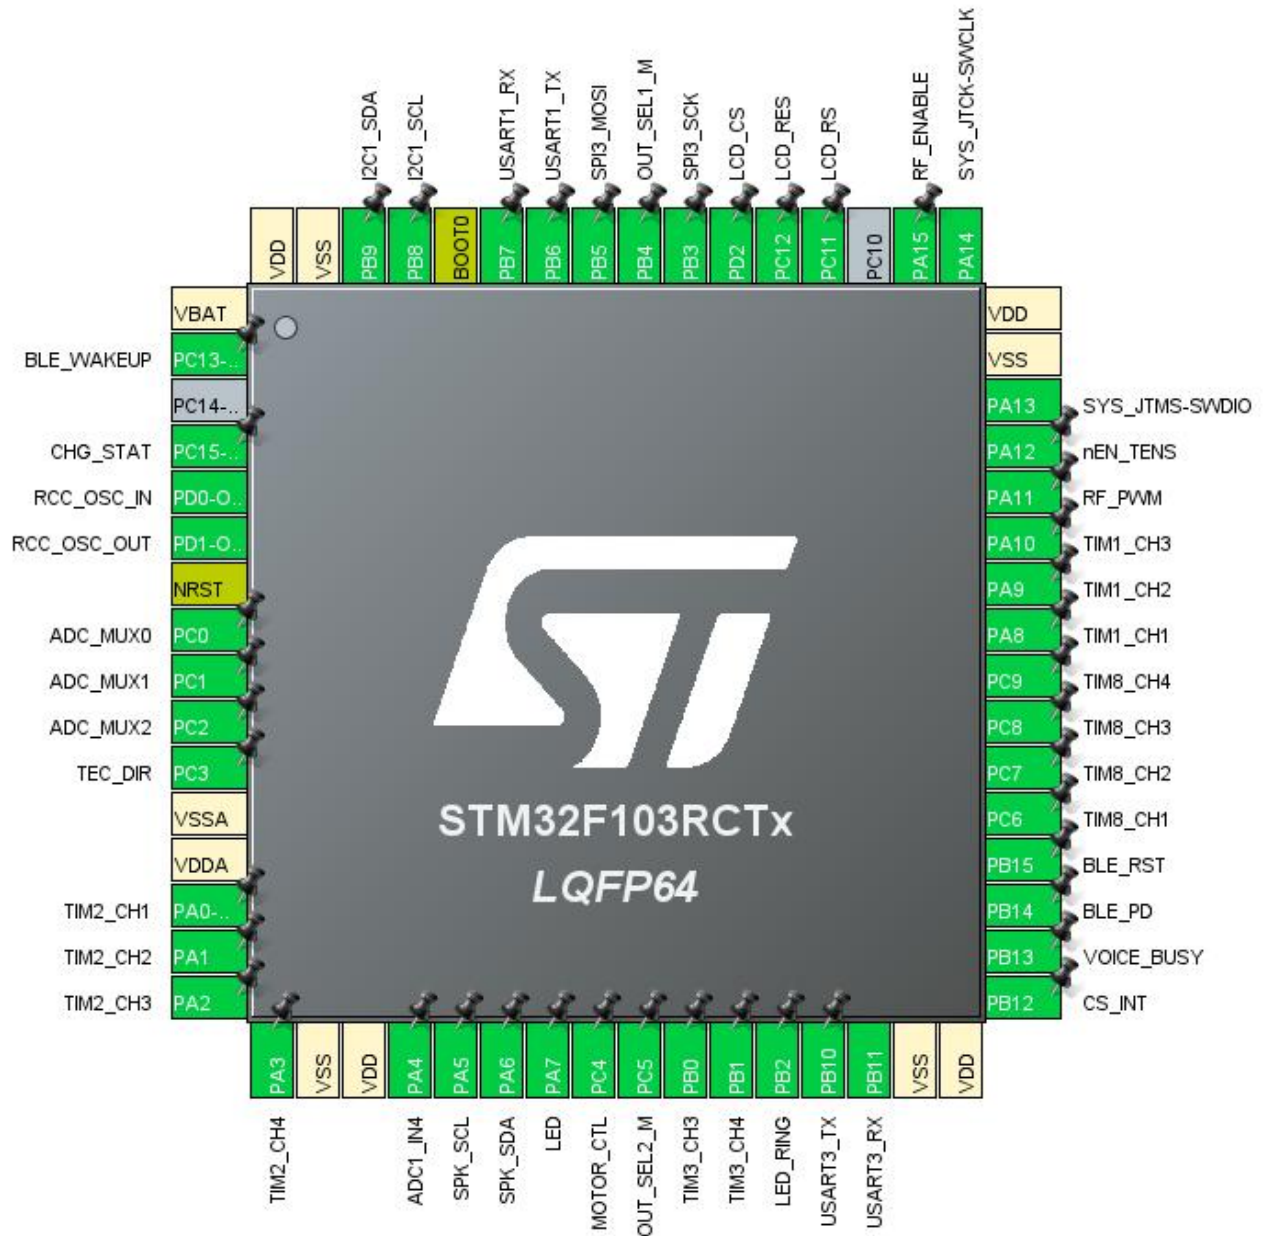 I2C1_SDA
I2C1_SCL
USART1_RX
USART1_TX
SPI3_MOSI
OUT_SEL1_M
SPI3_SCK
LCD_CS
LCD_RES
LCD_RS
RF_ENABLE
SYS_JTCK-SWCLK
VDD
VSS
PB9
PB8
BOOT0
PB7
PB6
PB5
PB4
PB3
PD2
PC12
PC11
PC10
PA15
PA14
VBAT
BLE_WAKEUP PC13-..
PC14-..
CHG_STAT PC15-..
RCC_OSC_IN PD0-O..
RCC_OSC_OUT PD1-O..
NRST
ADC_MUX0 PC0
ADC_MUX1 PC1
ADC_MUX2 PC2
TEC_DIR PC3
VSSA
VDDA
TIM2_CH1 PA0-..
TIM2_CH2 PA1
TIM2_CH3 PA2
ST
STM32F103RCTx
LQFP64
VDD
VSS
PA13 SYS_JTMS-SWDIO
PA12 nEN_TENS
PA11 RF_PWM
PA10 TIM1_CH3
PA9 TIM1_CH2
PA8 TIM1_CH1
PC9 TIM8_CH4
PC8 TIM8_CH3
PC7 TIM8_CH2
PC6 TIM8_CH1
PB15 BLE_RST
PB14 BLE_PD
PB13 VOICE_BUSY
PB12 CS_INT
PA3
VSS
VDD
PA4
PA5
PA6
PA7
PC4
PC5
PB0
PB1
PB2
PB10
PB11
VSS
VDD
TIM2_CH4
ADC1_IN4
SPK_SCL
SPK_SDA
LED
MOTOR_CTL
OUT_SEL2_M
TIM3_CH3
TIM3_CH4
LED_RING
USART3_TX
USART3_RX